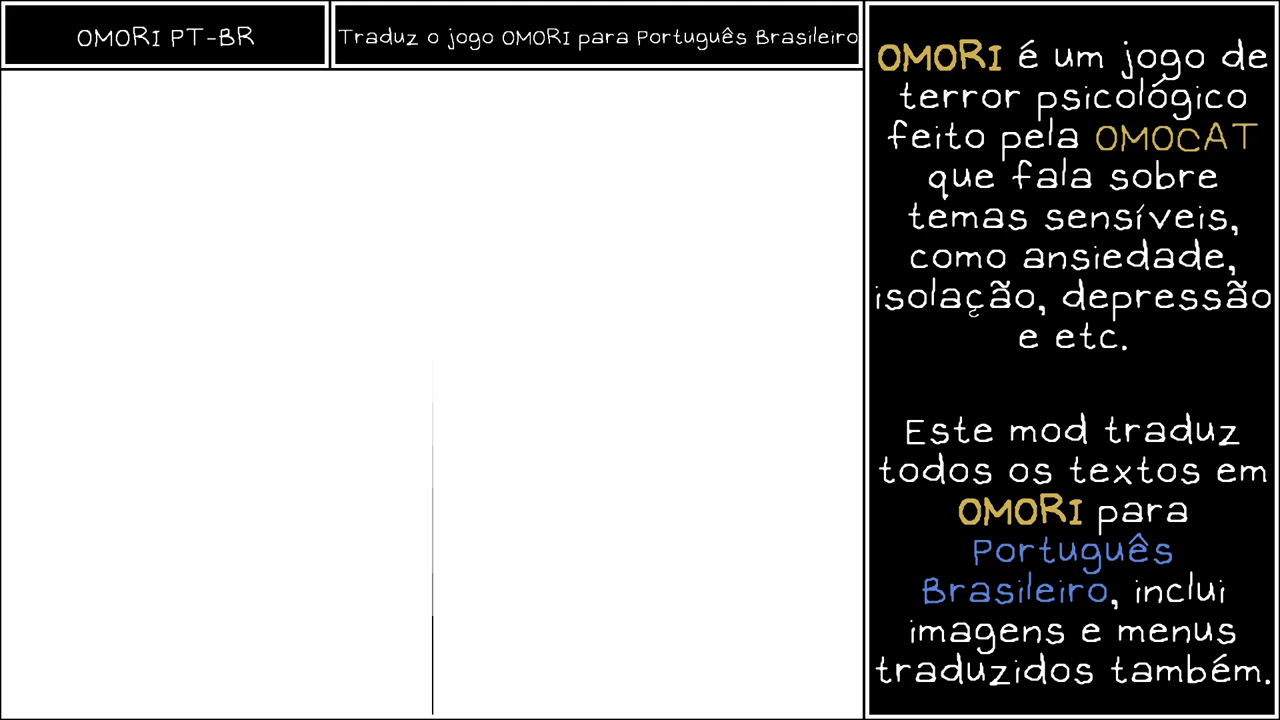 OMORI PT-BR
Traduz o jogo OMORI para Português Brasileiro
OMORI é um jogo de
terror psicológico
feito pela OMOCAT
que fala sobre
temas sensíveis,
como ansiedade,
isolação, depressão
e etc.
Este mod traduz
todos os textos em
OMORI para
Português
Brasileiro, inclui
imagens e menus
traduzidos também.